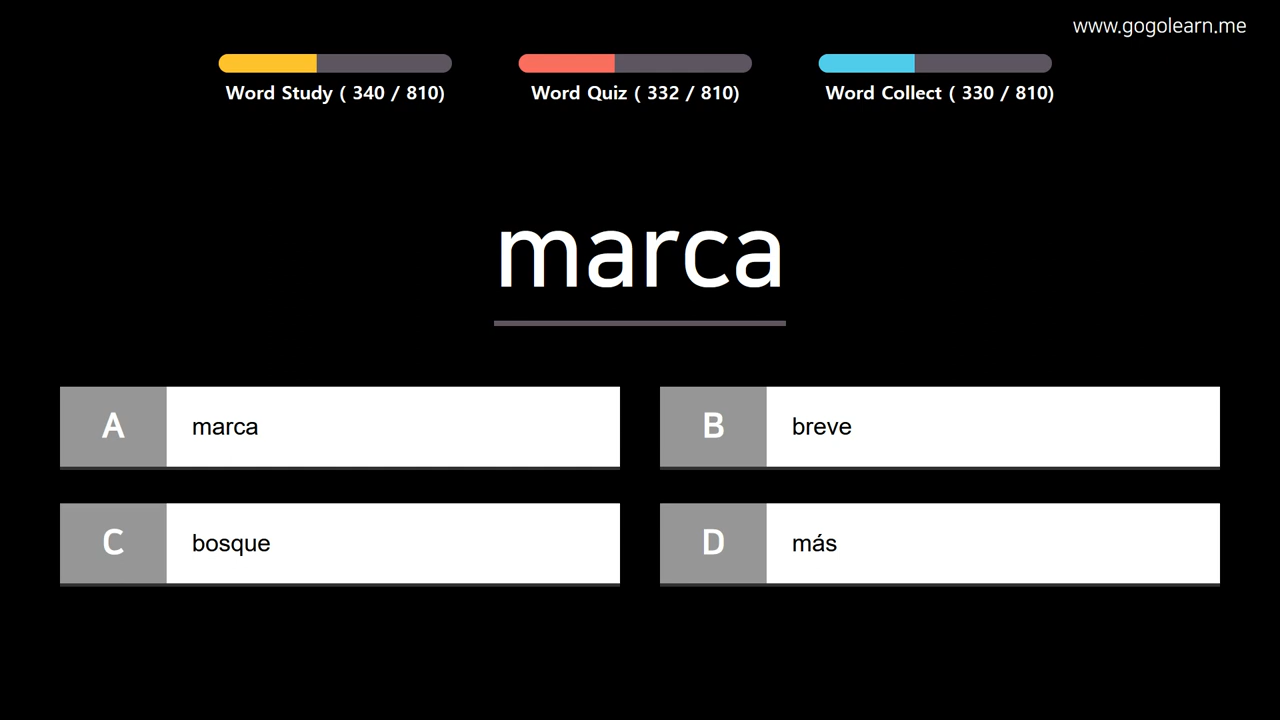 www.gogolearn.me
Word Study ( 340 / 810)
Word Quiz ( 332 / 810)
Word Collect ( 330 / 810)
marca
A
marca
B
breve
C
bosque
D
más